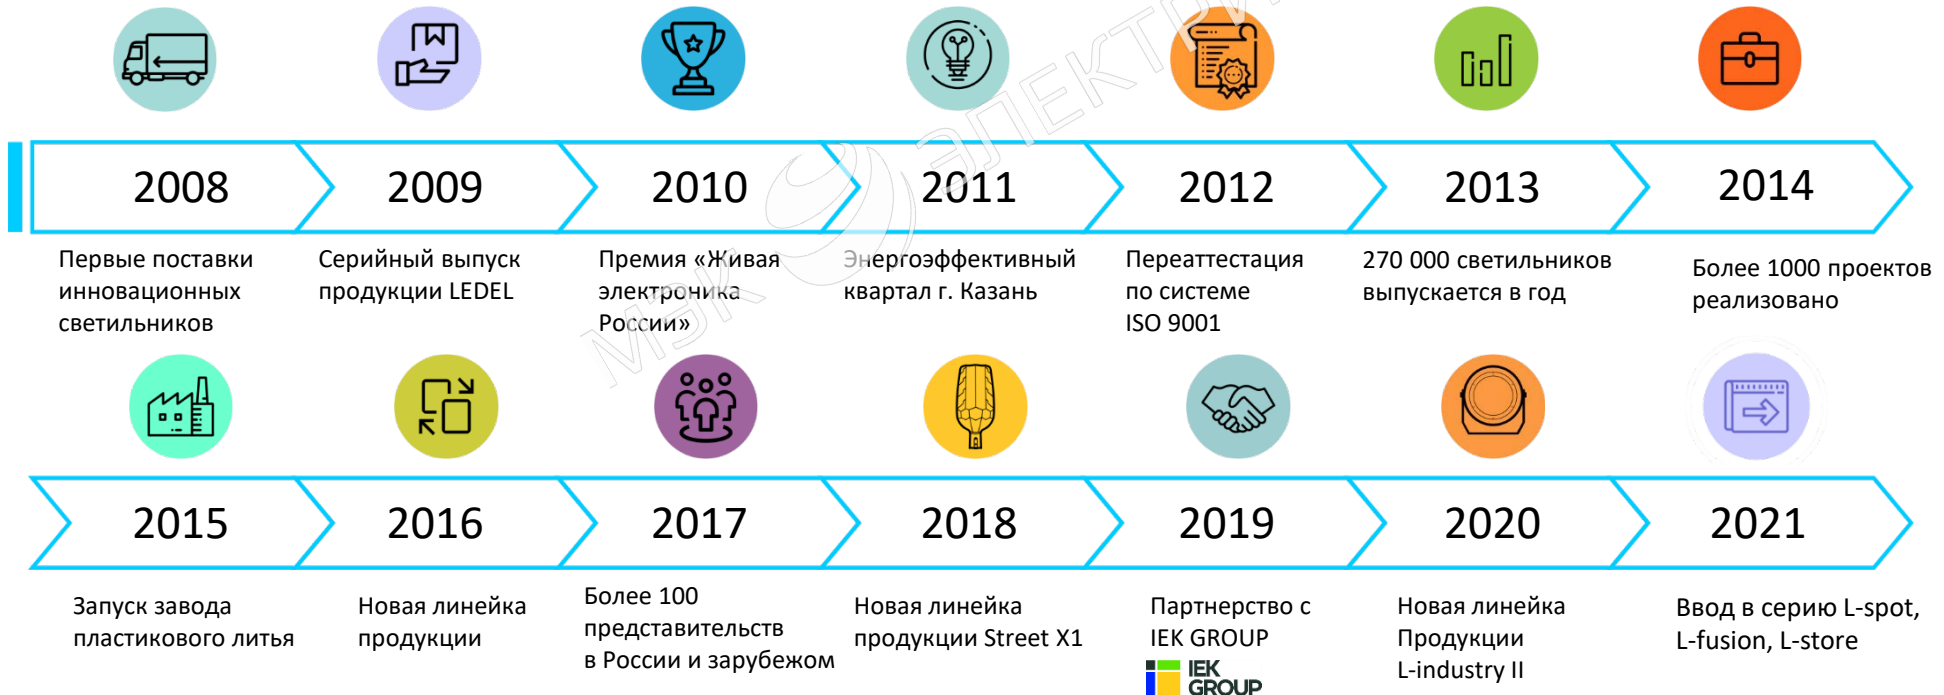 2008
2009
2010
2011
2012
2013
2014
Первые поставки
инновационных
светильников
Серийный выпуск
продукции LEDEL
Премия «Живая
электроника
России»
Энергоэффективный
квартал г. Казань
Переаттестация
по системе
ISO 9001
270 000 светильников
выпускается в год
Более 1000 проектов
реализовано
2015
2016
2017
2018
2019
2020
2021
Запуск завода
пластикового литья
Новая линейка
продукции
Более 100
представительств
в России и зарубежом
Новая линейка
продукции Street X1
Партнерство с
IEK GROUP
IEK
GROUP
Новая линейка
Продукции
L-industry II
Ввод в серию L-spot,
L-fusion, L-store
МЭК